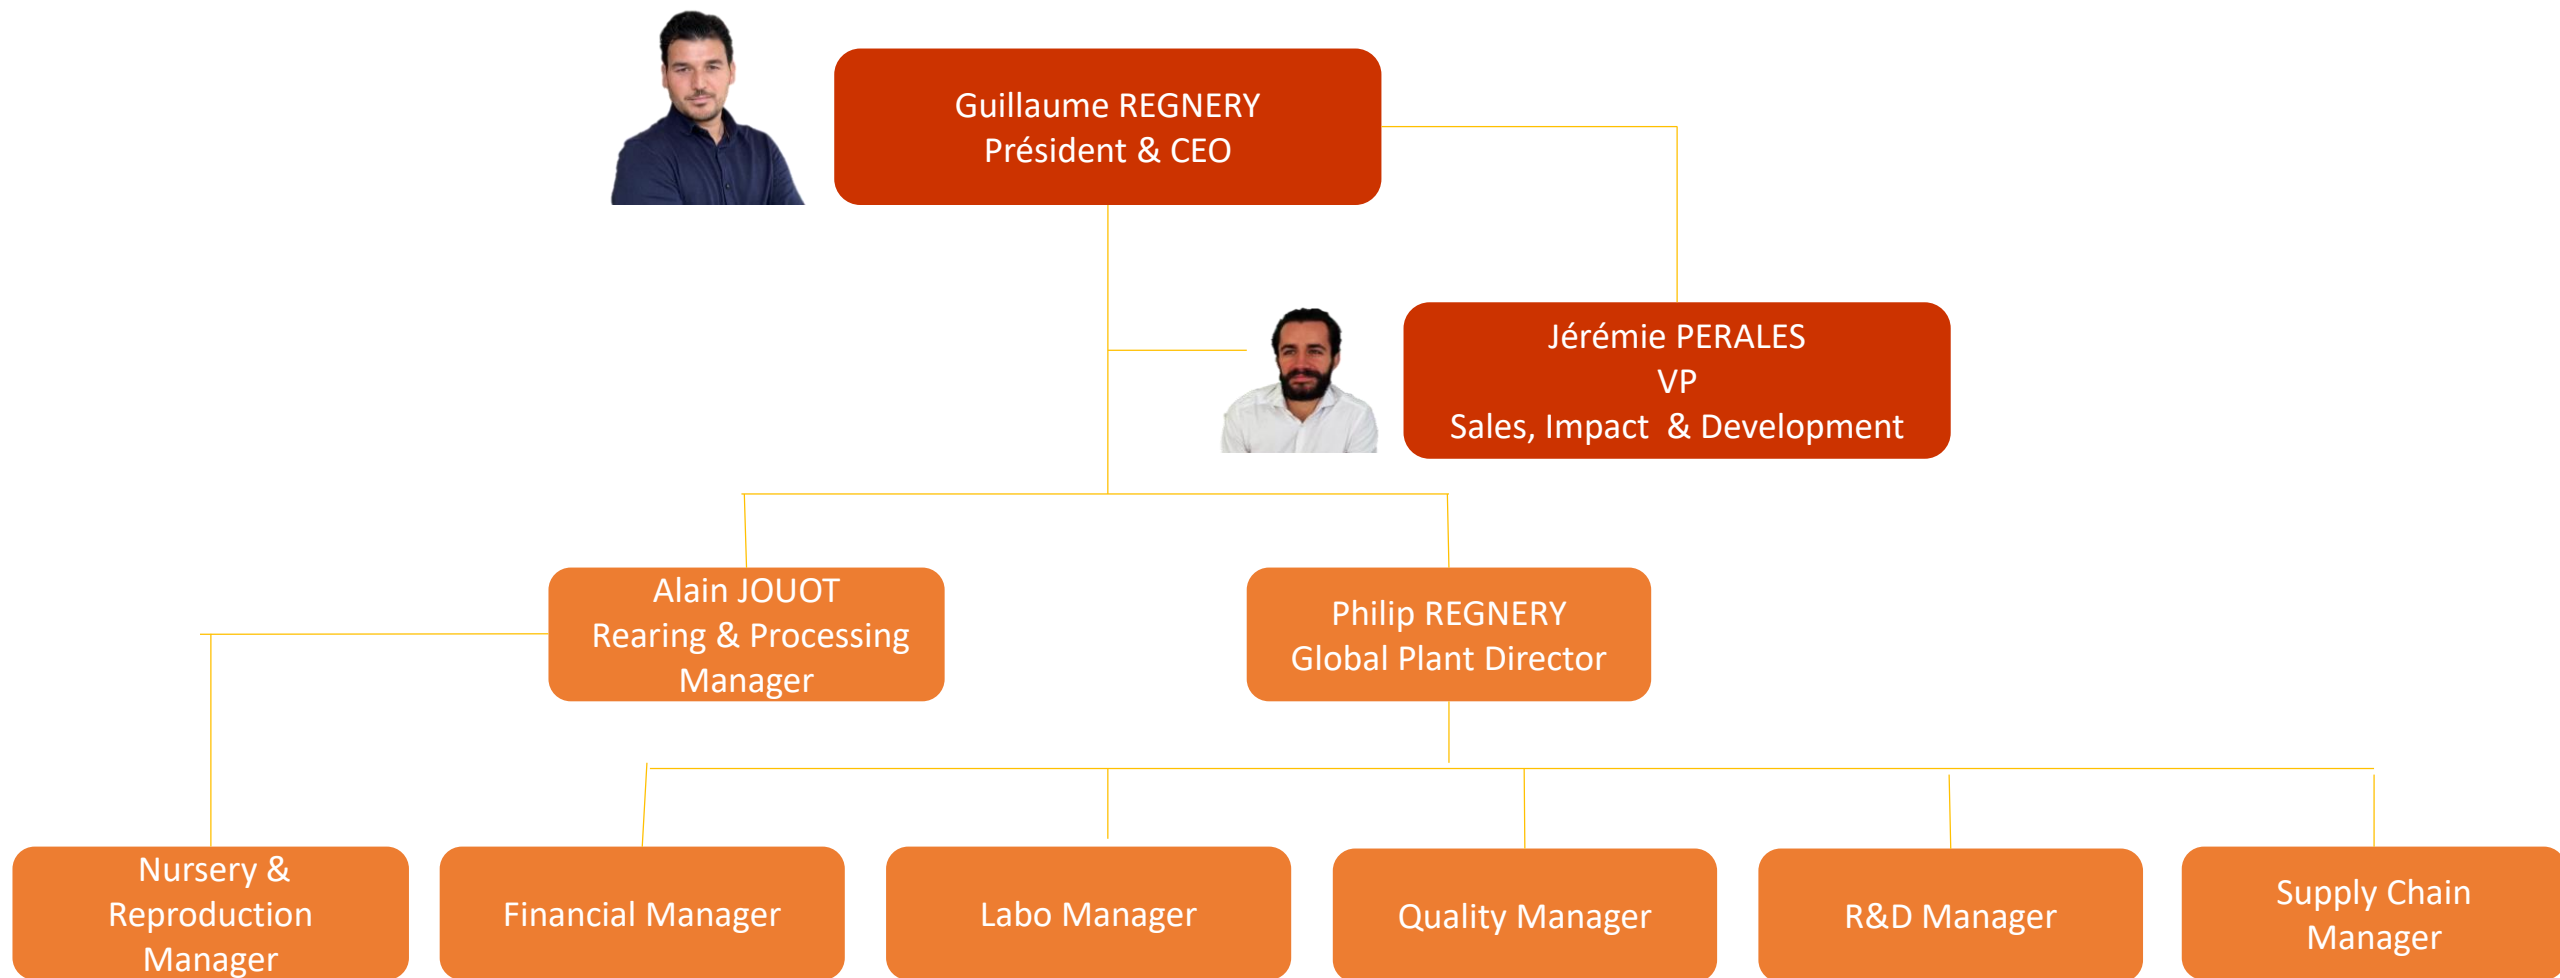 Guillaume REGNERY
Président & CEO
Jérémie PERALES
VP
Sales, Impact & Development
Alain JOUOT
Rearing & Processing
Manager
Philip REGNERY
Global Plant Director
Nursery &
Reproduction
Manager
Financial Manager
Labo Manager
Quality Manager
R&D Manager
Supply Chain
Manager